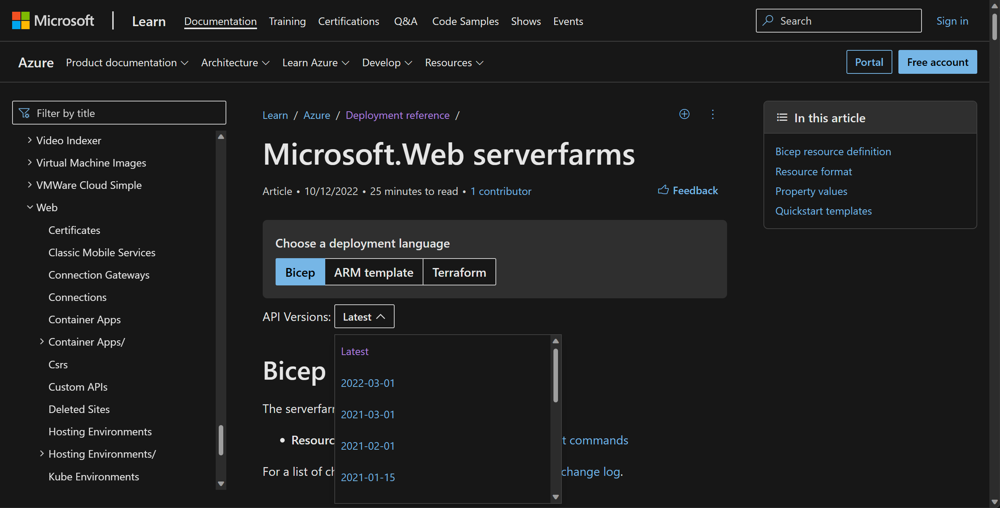 Microsoft Learn Documentation Training Certifications Q&A Code Samples Shows Events Search Sign in
Azure Product documentation Architecture Learn Azure Develop Resources Portal Free account
Filter by title
Video Indexer
Virtual Machine Images
VMWare Cloud Simple
Web
Certificates
Classic Mobile Services
Connection Gateways
Connections
Container Apps
Container Apps/
Csrs
Custom APIs
Deleted Sites
Hosting Environments
Hosting Environments/
Kube Environments
Learn / Azure / Deployment reference /
Microsoft.Web serverfarms
Article • 10/12/2022 • 25 minutes to read • 1 contributor
Feedback
Choose a deployment language
Bicep ARM template Terraform
API Versions: Latest
Latest
2022-03-01
2021-03-01
2021-02-01
2021-01-15
Bicep
The
• commands
For a list of change log.
In this article
Bicep resource definition
Resource format
Property values
Quickstart templates